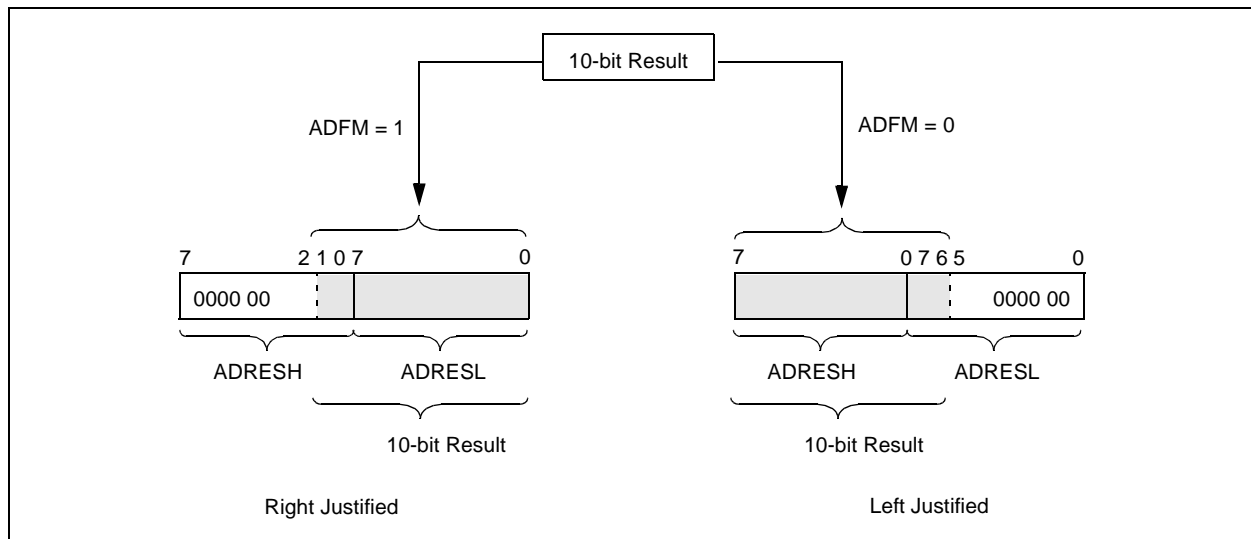 10-bit Result
ADFM = 1
ADFM = 0
7 2 1 0 7 0
7 0 7 6 5 0
0000 00
0000 00
ADRESH ADRESL
ADRESH ADRESL
10-bit Result
10-bit Result
Right Justified
Left Justified